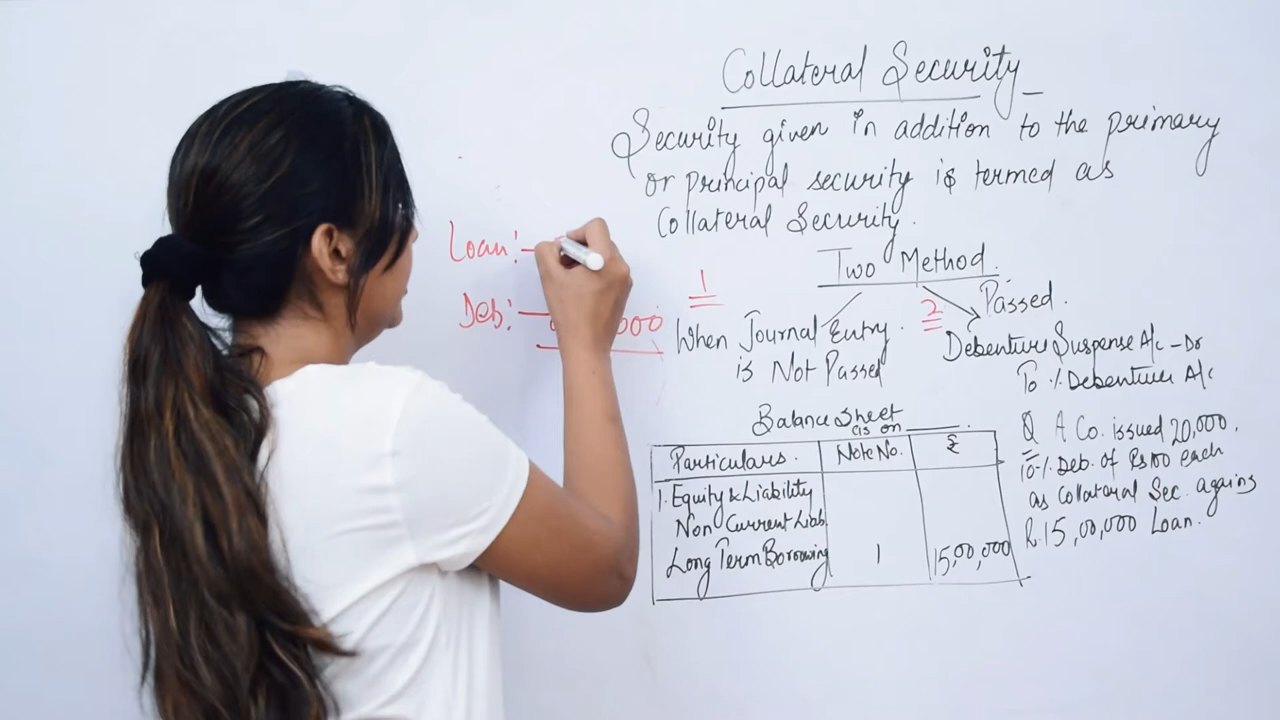 Collateral Security
Security given in addition to the primary
or principal security is termed as
Collateral Security.
Two Method.
Loan:-
Deb:-
000
1
When Journal Entry
is Not Passed
2
Passed.
Debenture Suspense A/c - Dr
To % Debenture A/c
Balance Sheet
as on
Particulars. Note No. ₹
1. Equity & Liability
Non Current Liab.
Long Term Borrowing 1 15,00,000
Q A Co. issued 20,000,
10% Deb. of Rs100 each
as Collateral Sec. agains
R. 15,00,000 Loan.